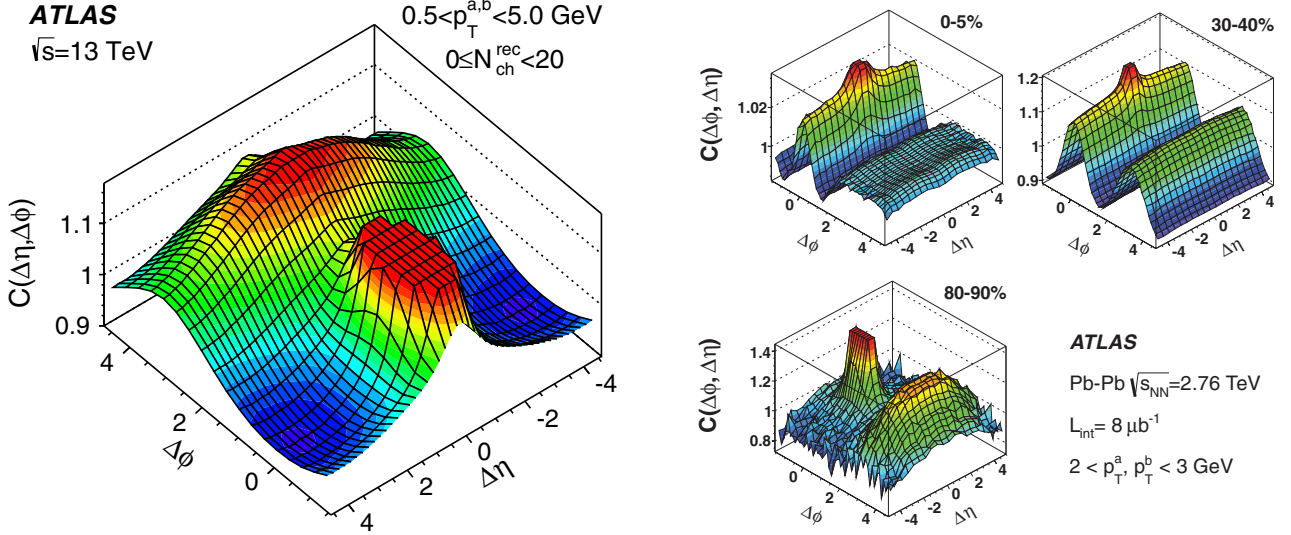 ATLAS
√s=13 TeV
0.5<p_T^{a,b}<5.0 GeV
0≤N_ch^rec<20
C(Δη,Δϕ)
1.1
1
0.9
4
2
0
Δϕ
4
2
0
-2
-4
Δη
0-5%
C(Δϕ, Δη)
1.02
1
0
2
4
Δϕ
-4
-2
0
2
4
Δη
30-40%
1.2
1.1
1
0.9
0
2
4
Δϕ
-4
-2
0
2
4
Δη
80-90%
C(Δϕ, Δη)
1.4
1.2
1
0.8
0
2
4
Δϕ
-4
-2
0
2
4
Δη
ATLAS
Pb-Pb √s_NN=2.76 TeV
L_int= 8 μb⁻¹
2 < p_T^a, p_T^b < 3 GeV